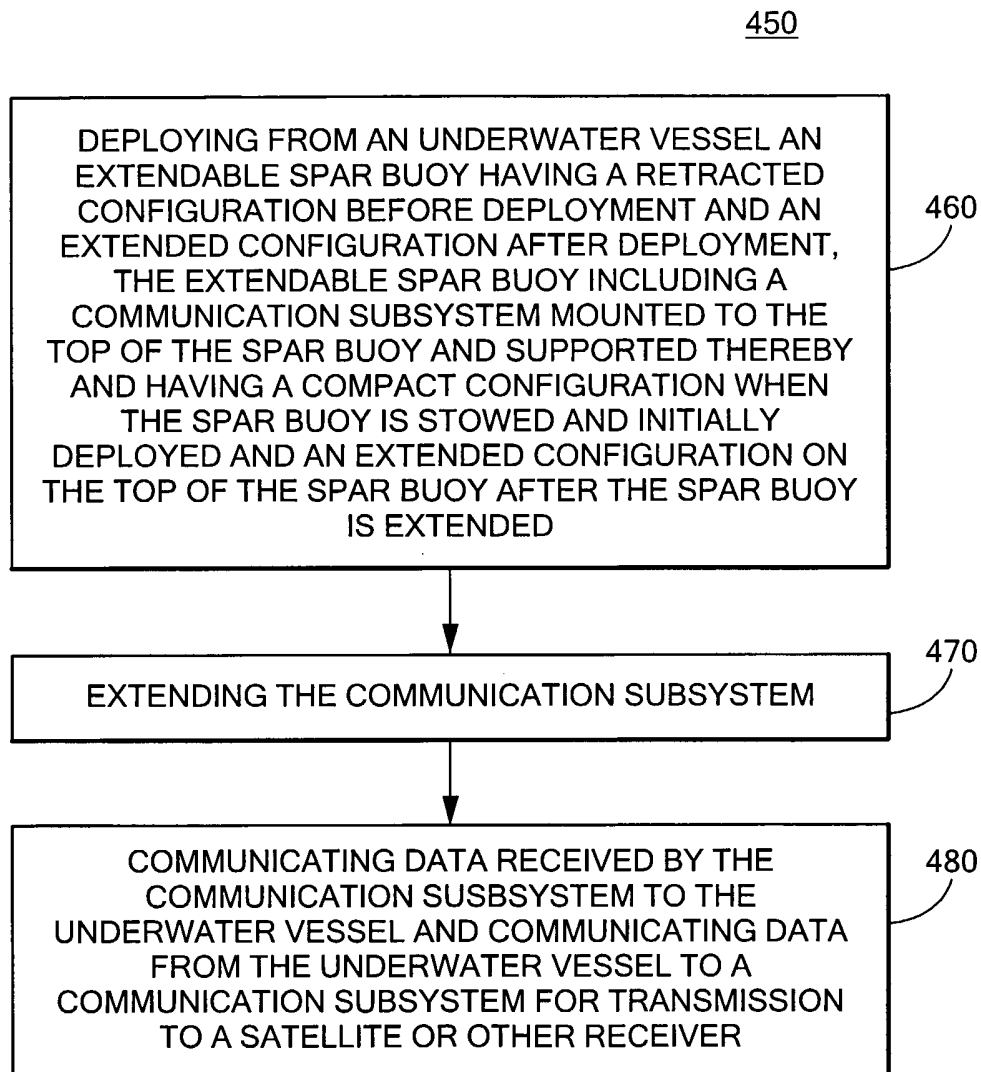 450
DEPLOYING FROM AN UNDERWATER VESSEL AN
EXTENDABLE SPAR BUOY HAVING A RETRACTED
CONFIGURATION BEFORE DEPLOYMENT AND AN
EXTENDED CONFIGURATION AFTER DEPLOYMENT,
THE EXTENDABLE SPAR BUOY INCLUDING A
COMMUNICATION SUBSYSTEM MOUNTED TO THE
TOP OF THE SPAR BUOY AND SUPPORTED THEREBY
AND HAVING A COMPACT CONFIGURATION WHEN
THE SPAR BUOY IS STOWED AND INITIALLY
DEPLOYED AND AN EXTENDED CONFIGURATION ON
THE TOP OF THE SPAR BUOY AFTER THE SPAR BUOY
IS EXTENDED
460
EXTENDING THE COMMUNICATION SUBSYSTEM
470
COMMUNICATING DATA RECEIVED BY THE
COMMUNICATION SUSBSYSTEM TO THE
UNDERWATER VESSEL AND COMMUNICATING DATA
FROM THE UNDERWATER VESSEL TO A
COMMUNICATION SUBSYSTEM FOR TRANSMISSION
TO A SATELLITE OR OTHER RECEIVER
480